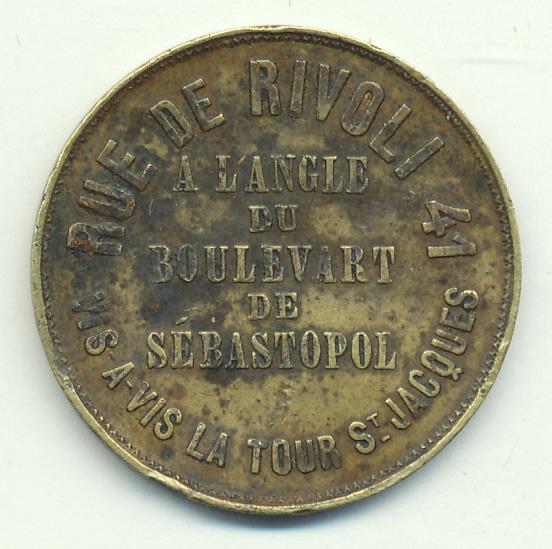 RUE DE RIVOLI, 41
A L'ANGLE
DU
BOULEVART
DE
SÉBASTOPOL
VIS-A-VIS LA TOUR ST. JACQUES